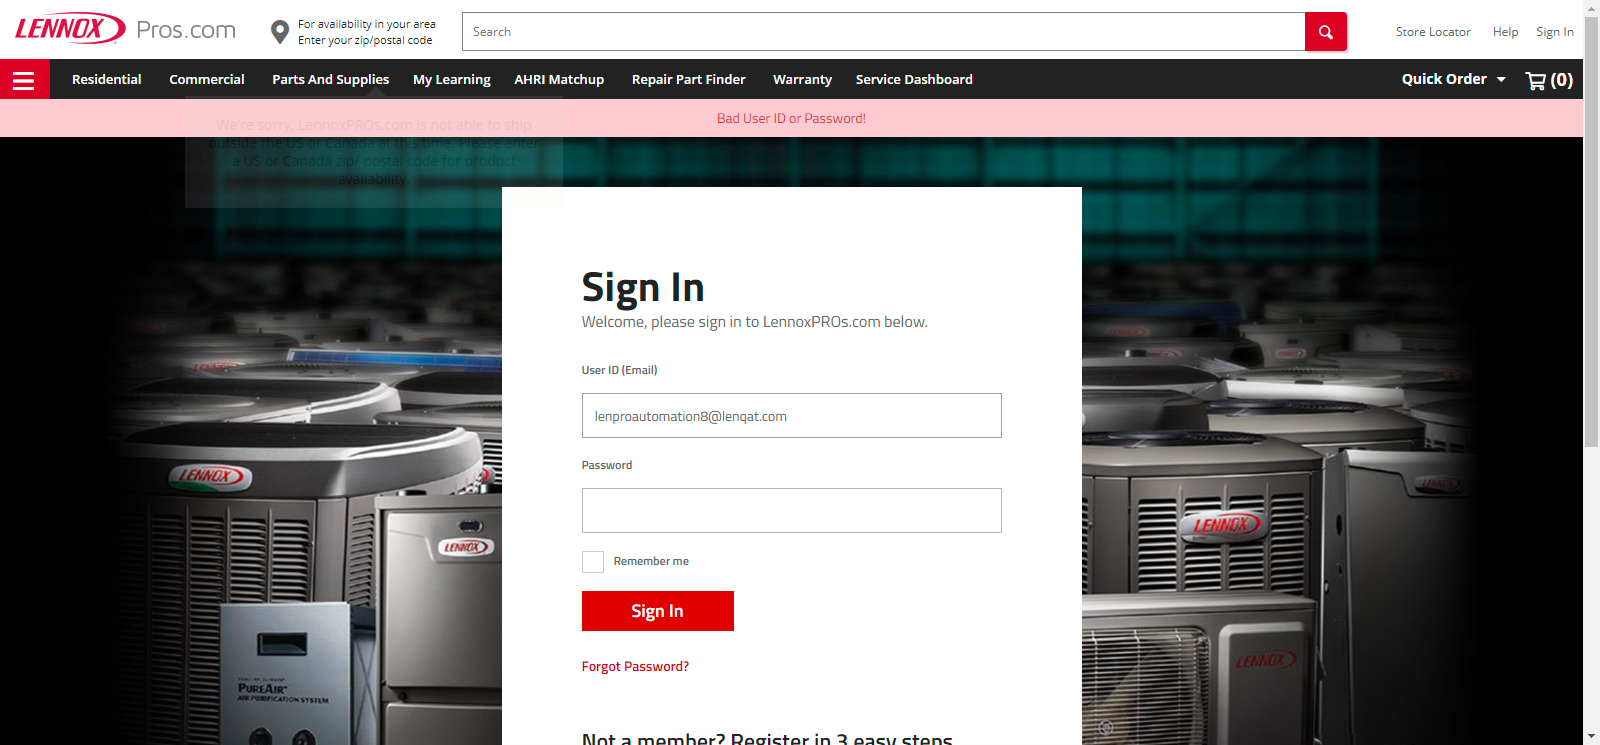 LENNOX Pros.com
For availability in your area
Enter your zip/postal code
Search
Store Locator
Help
Sign In
Residential
Commercial
Parts And Supplies
My Learning
AHRI Matchup
Repair Part Finder
Warranty
Service Dashboard
Quick Order
(0)
Bad User ID or Password!
We're sorry, LennoxPROs.com is not able to ship
outside the US or Canada at this time. Please enter
a US or Canada zip/ postal code for product
availability.
Sign In
Welcome, please sign in to LennoxPROs.com below.
User ID (Email)
lenproautomation8@lenqat.com
Password
Remember me
Sign In
Forgot Password?
Not a member? Register in 3 easy steps
LENNOX
LENNOX
LENNOX
LENNOX
PUREAIR™
AIR PURIFICATION SYSTEM